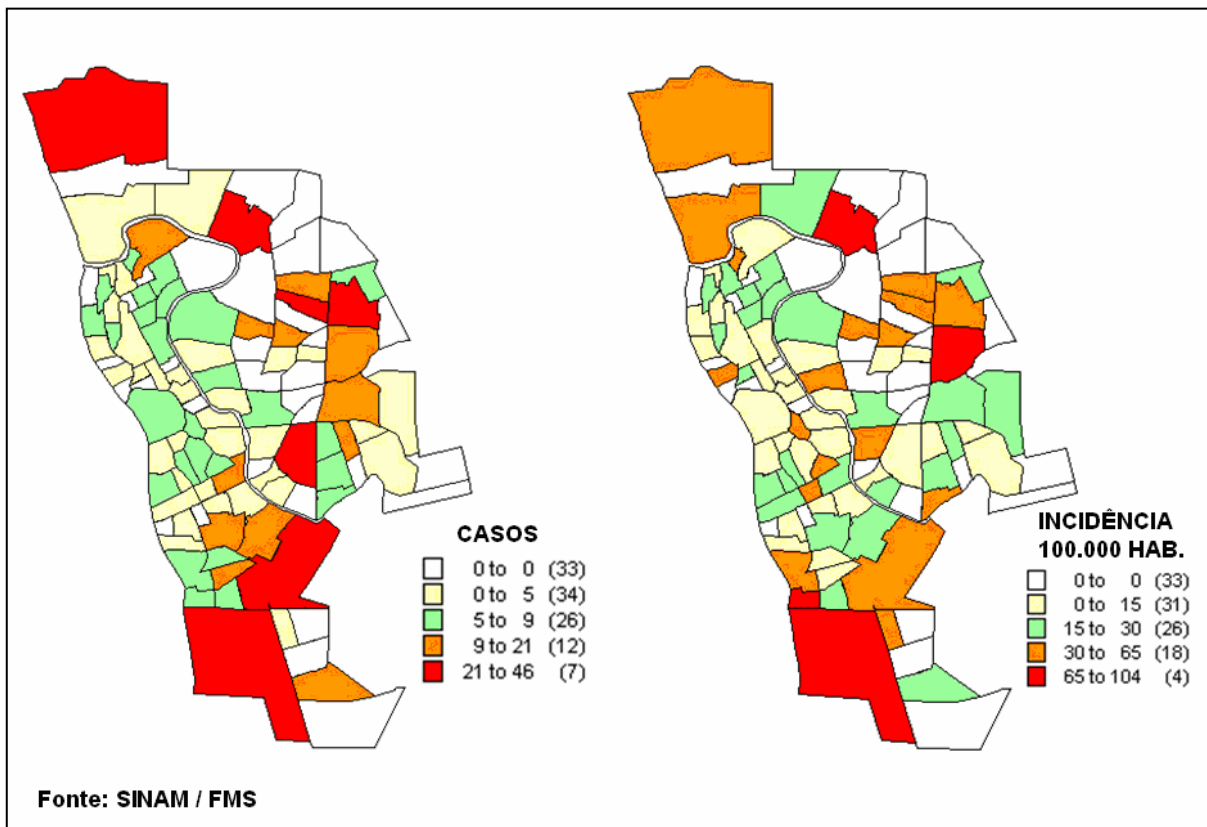 CASOS
0 to 0 (33)
0 to 5 (34)
5 to 9 (26)
9 to 21 (12)
21 to 46 (7)
INCIDÊNCIA
100.000 HAB.
0 to 0 (33)
0 to 15 (31)
15 to 30 (26)
30 to 65 (18)
65 to 104 (4)
Fonte: SINAM / FMS